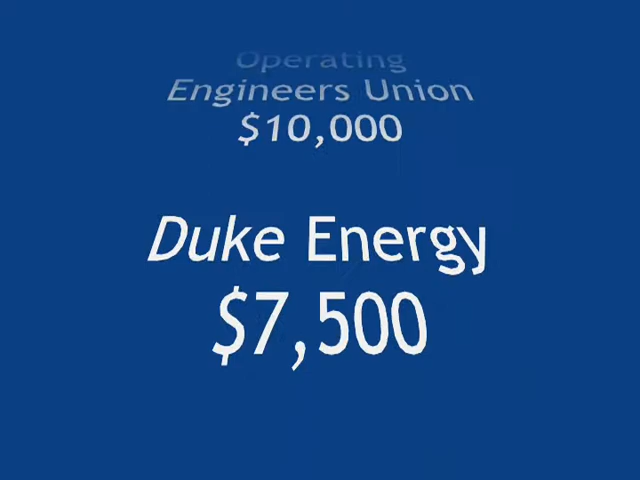 Operating
Engineers Union
$10,000
Duke Energy
$7,500